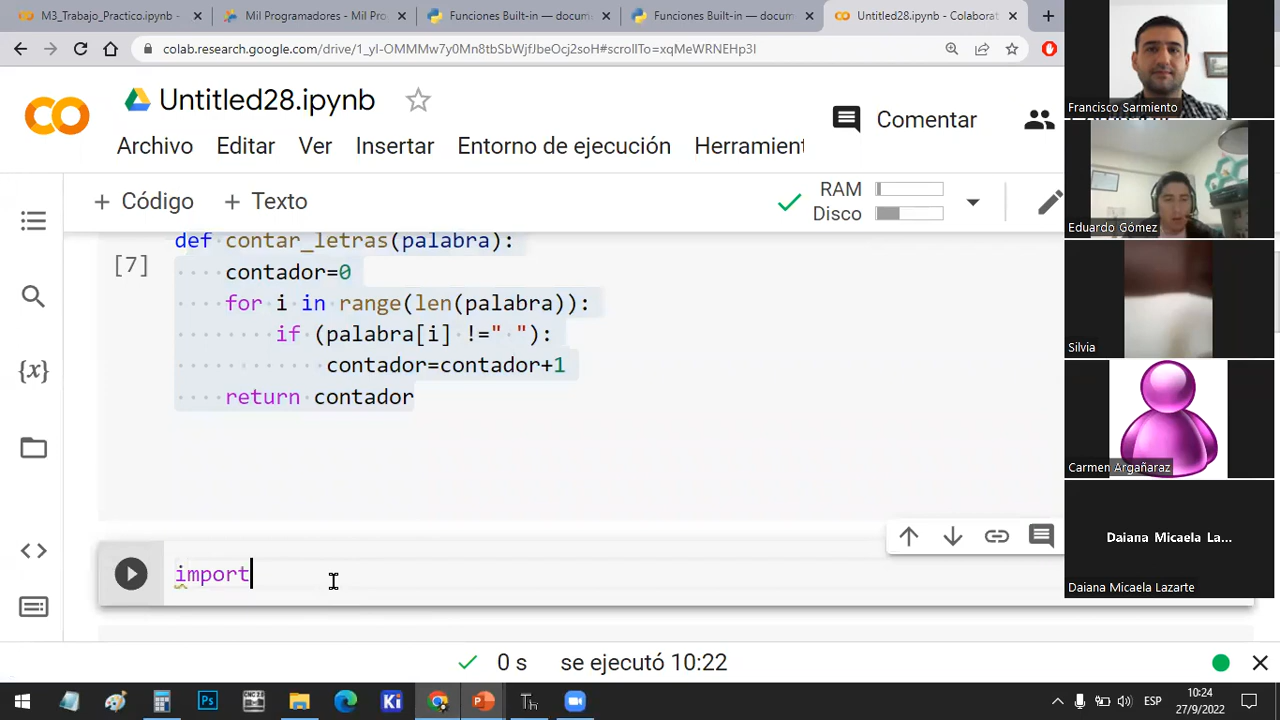 M3_Trabajo_Practico.ipynb -
Mil Programadores - Mil Pro
Funciones Built-in — docum
Funciones Built-in — docum
Untitled28.ipynb - Colaborat
colab.research.google.com/drive/1_yI-OMMMw7y0Mn8tbSbWjfJbeOcj2soH#scrollTo=xqMeWRNEHp3I
Untitled28.ipynb
Comentar
Archivo Editar Ver Insertar Entorno de ejecución Herramient
+ Código + Texto
RAM
Disco
def contar_letras(palabra):
[7]
contador=0
for i in range(len(palabra)):
if (palabra[i] !=" "):
contador=contador+1
return contador
import
0 s se ejecutó 10:22
Francisco Sarmiento
Eduardo Gómez
Silvia
Carmen Argañaraz
Daiana Micaela La...
Daiana Micaela Lazarte
ESP
10:24
27/9/2022